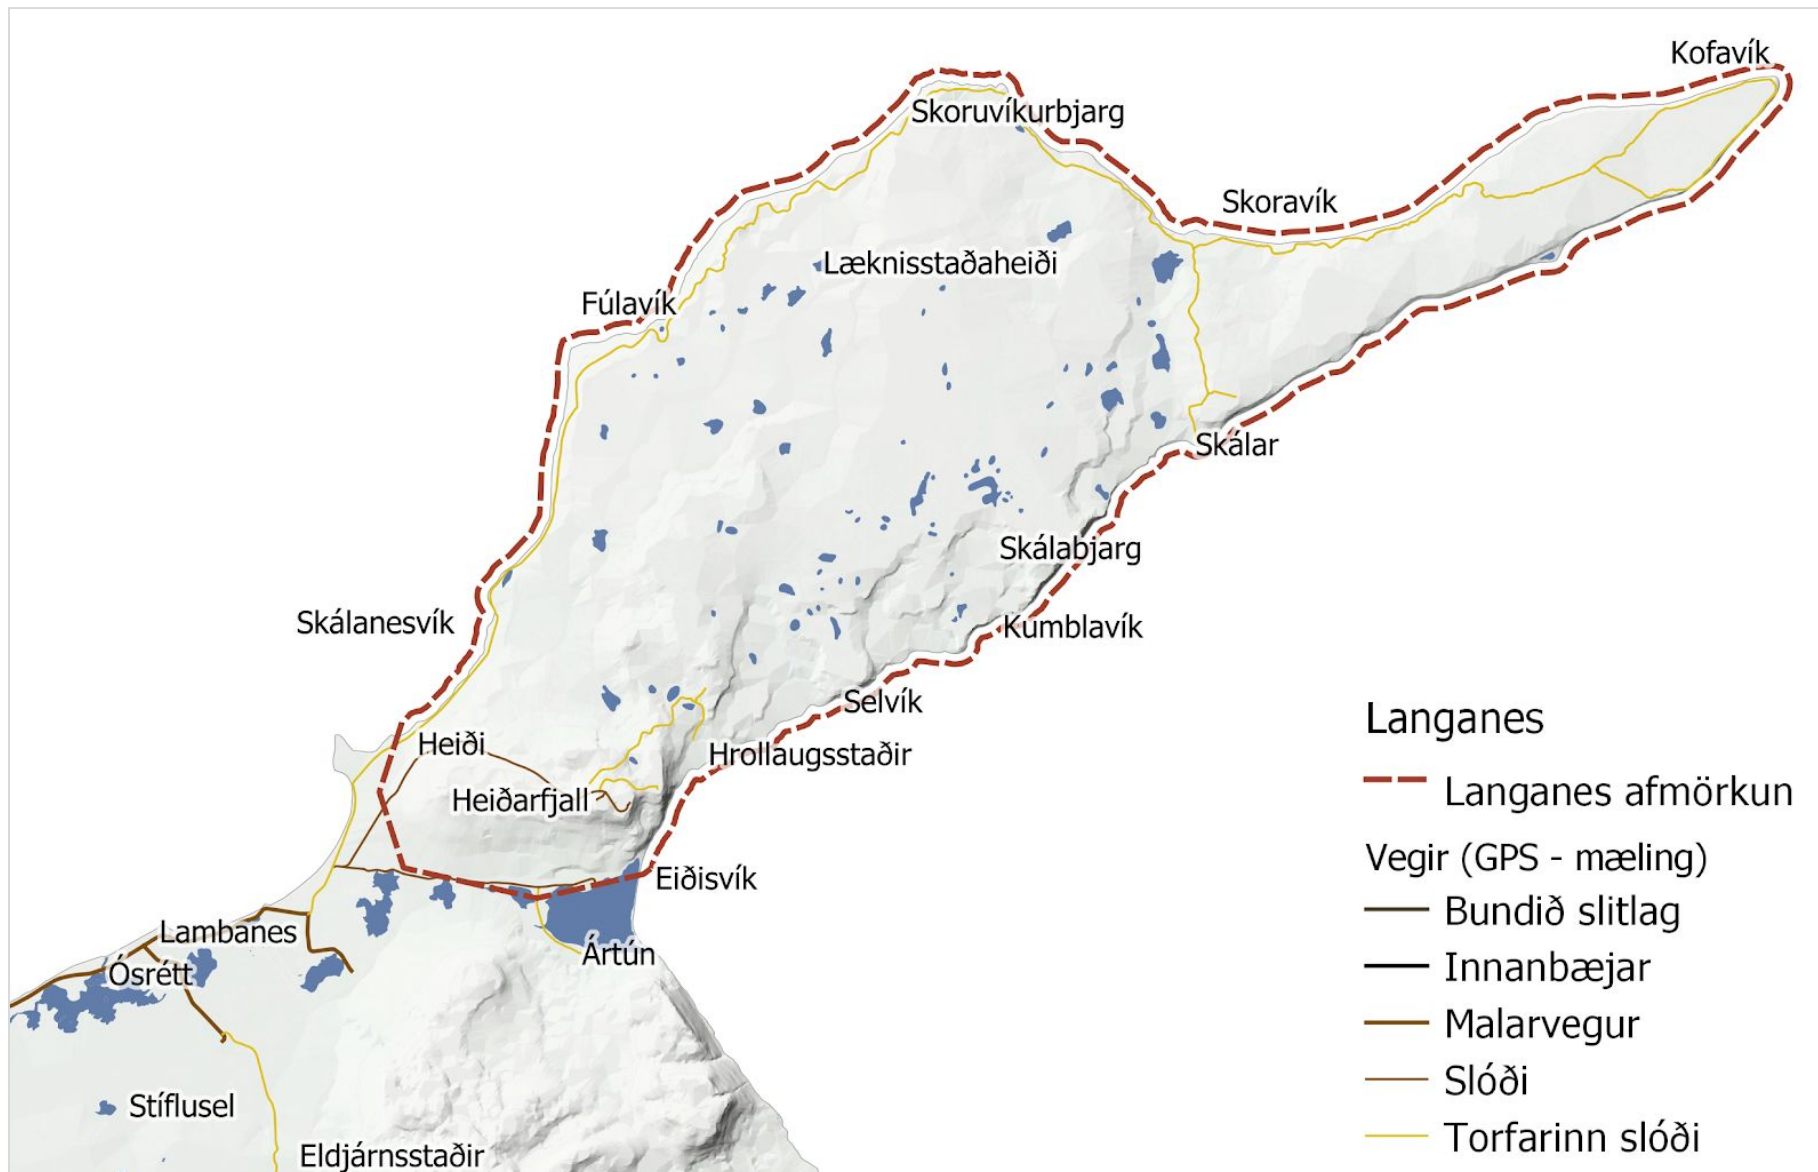 Kofavík
Skoruvíkurbjarg
Skoravík
Læknisstaðaheiði
Fúlavík
Skálar
Skálabjarg
Skálanesvík
Kumblavík
Selvík
Heiði
Hrollaugsstaðir
Heiðarfjall
Eiðisvík
Lambanes
Ártún
Ósrétt
Stíflusel
Eldjárnsstaðir
Langanes
Langanes afmörkun
Vegir (GPS - mæling)
Bundið slitlag
Innanbæjar
Malarvegur
Slóði
Torfarinn slóði